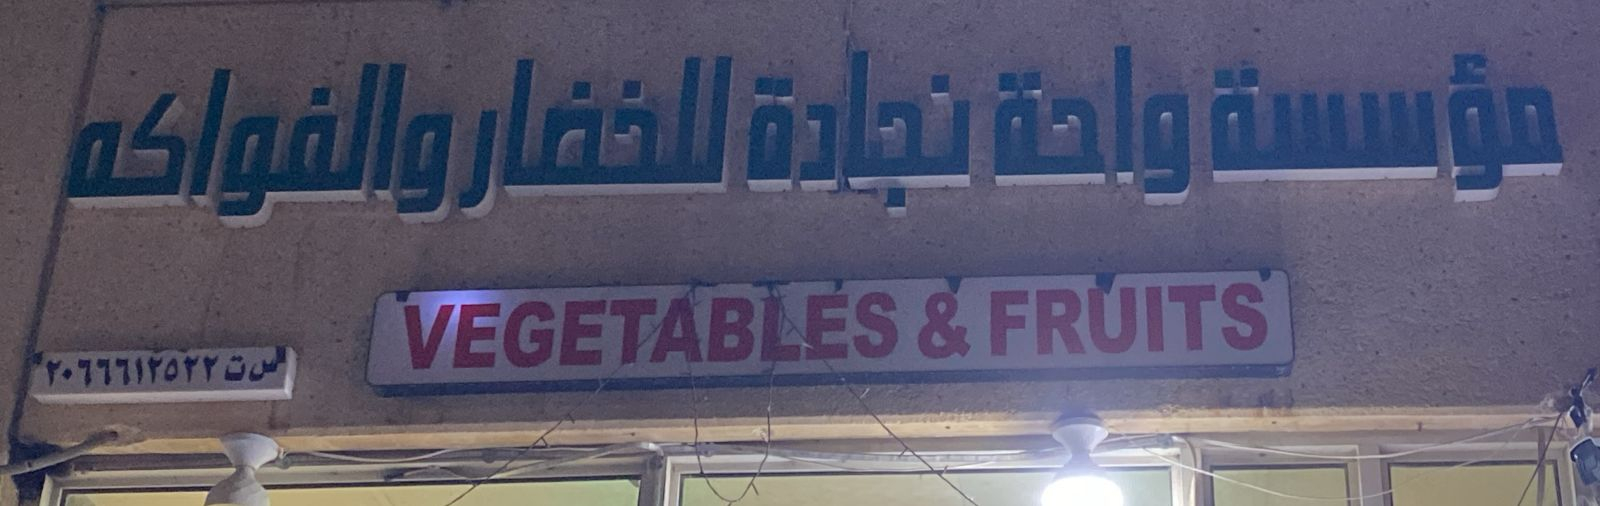 مؤسسة واحة نجادة للخضار والفواكه
VEGETABLES & FRUITS
س ت ٢٠٦٦٦١٢٥٢٢